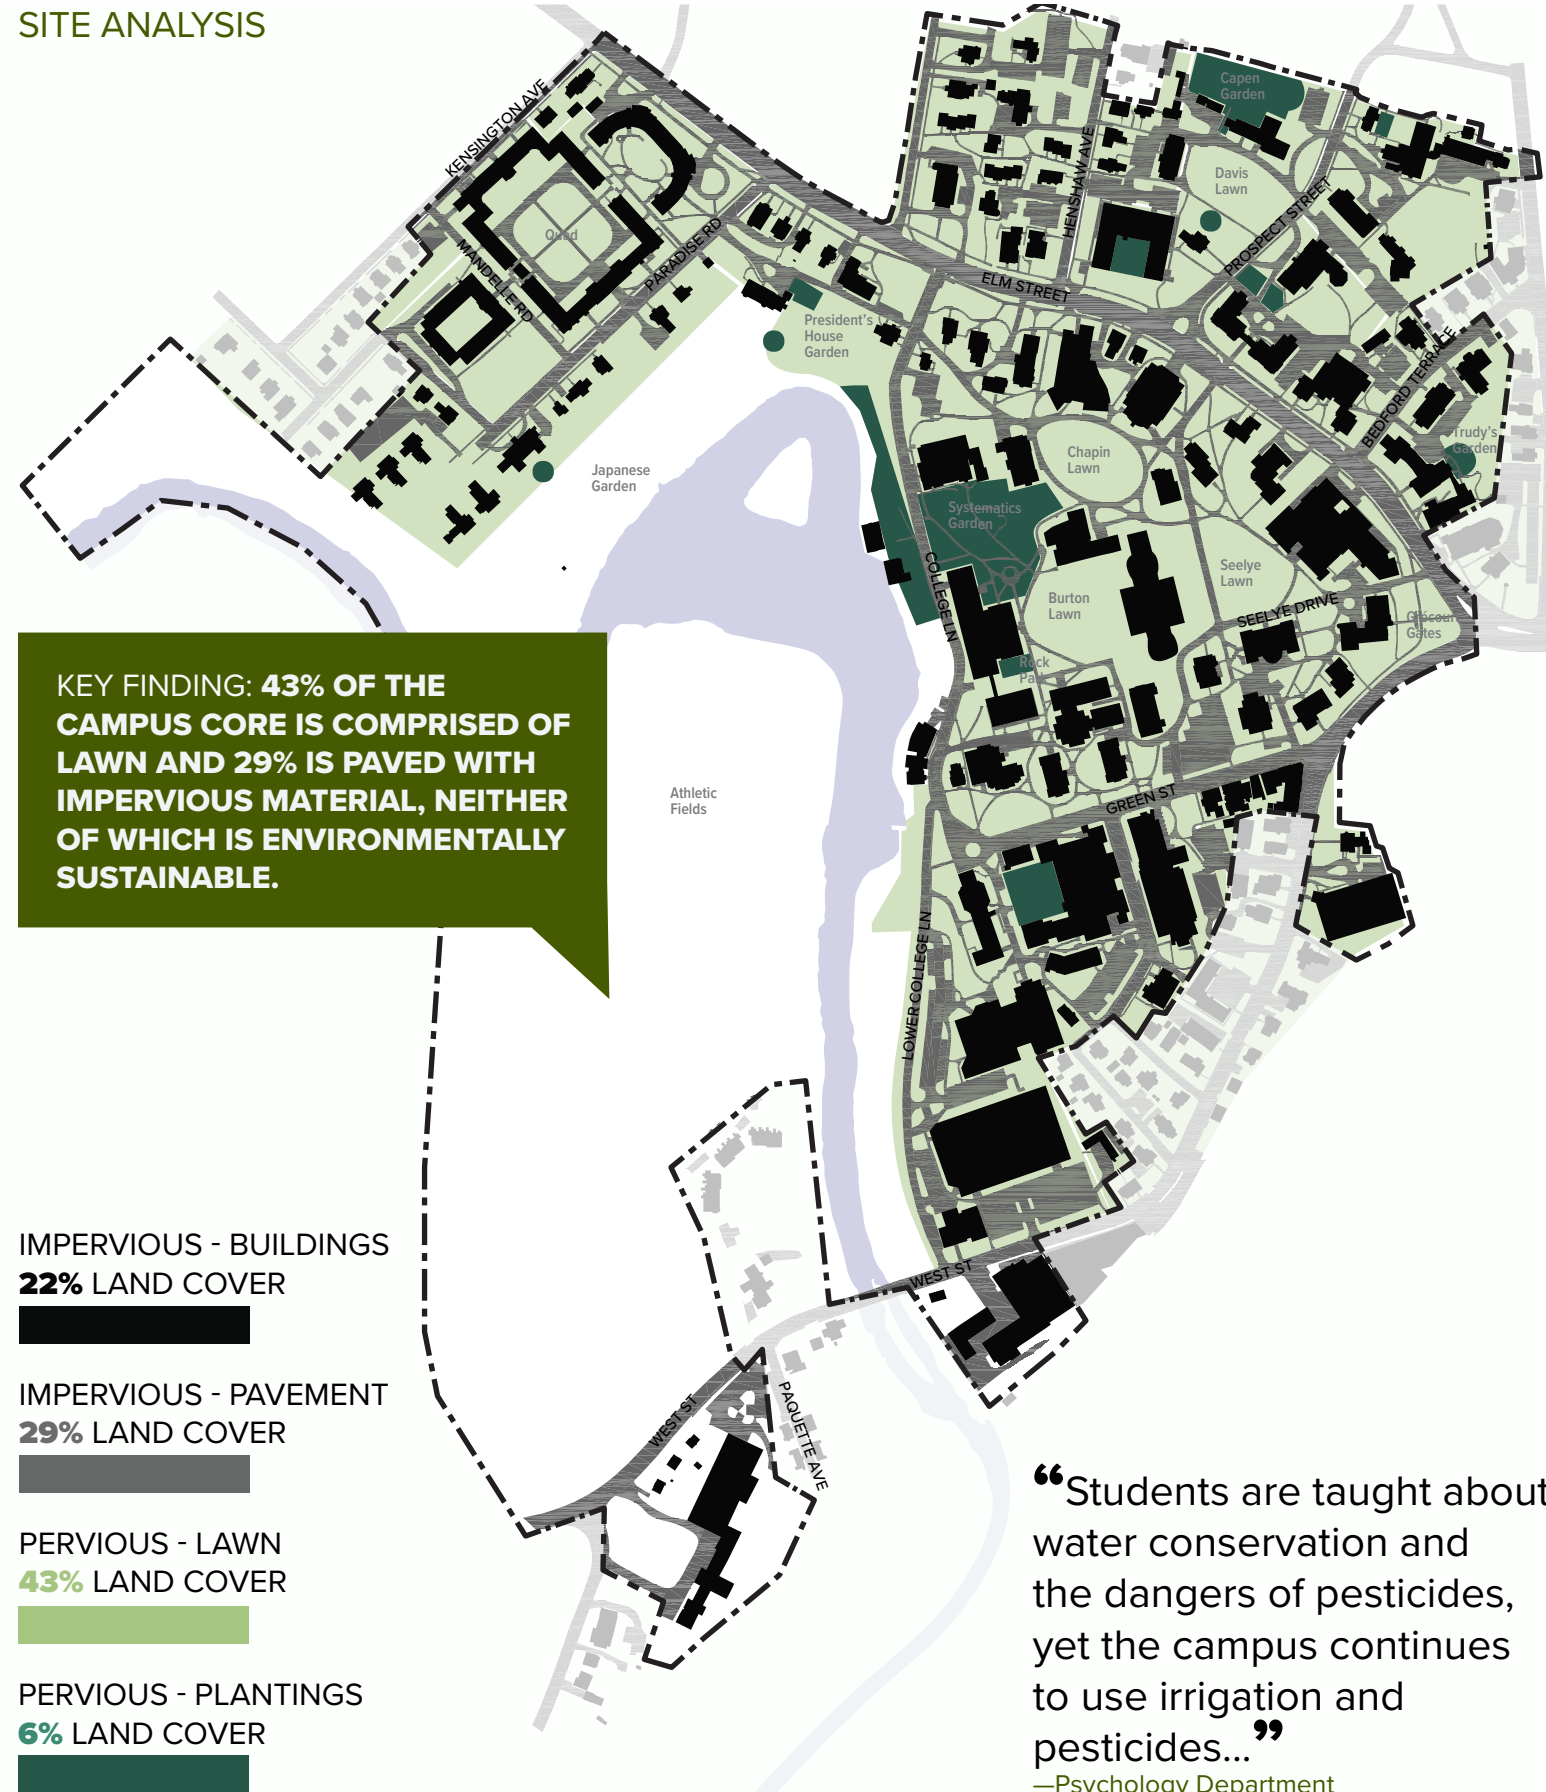 SITE ANALYSIS
KENSINGTON AVE
Capen
Garden
HENSHAW AVE
Davis
Lawn
Quad
MANDELLE RD
PARADISE RD
PROSPECT STREET
ELM STREET
President's
House
Garden
BEDFORD TERRACE
Trudy's
Garden
Chapin
Lawn
Japanese
Garden
Systematics
Garden
COLLEGE LN
Seelye
Lawn
Burton
Lawn
SEELYE DRIVE
Gates
Rock
KEY FINDING: 43% OF THE
CAMPUS CORE IS COMPRISED OF
LAWN AND 29% IS PAVED WITH
IMPERVIOUS MATERIAL, NEITHER
OF WHICH IS ENVIRONMENTALLY
SUSTAINABLE.
Athletic
Fields
GREEN ST
LOWER COLLEGE LN
WEST ST
WEST ST
PAQUETTE AVE
IMPERVIOUS - BUILDINGS
22% LAND COVER
IMPERVIOUS - PAVEMENT
29% LAND COVER
PERVIOUS - LAWN
43% LAND COVER
PERVIOUS - PLANTINGS
6% LAND COVER
“Students are taught about
water conservation and
the dangers of pesticides,
yet the campus continues
to use irrigation and
pesticides...”
—Psychology Department